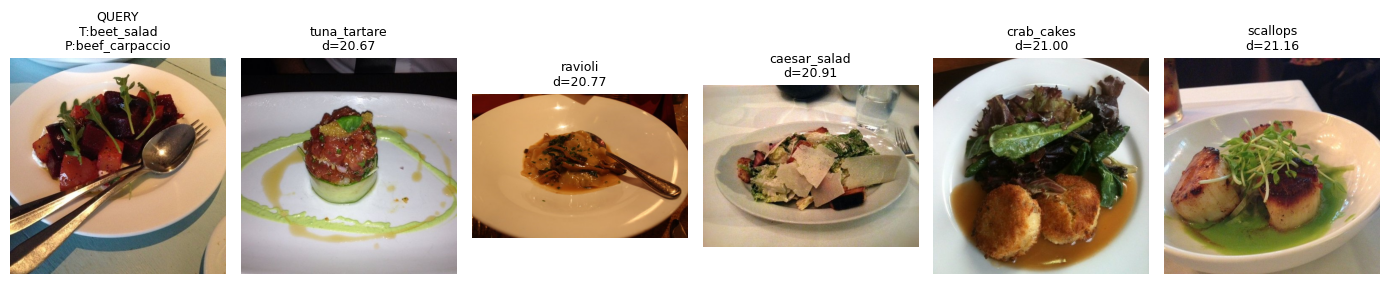 QUERY
T:beet_salad
P:beef_carpaccio
tuna_tartare
d=20.67
ravioli
d=20.77
caesar_salad
d=20.91
crab_cakes
d=21.00
scallops
d=21.16